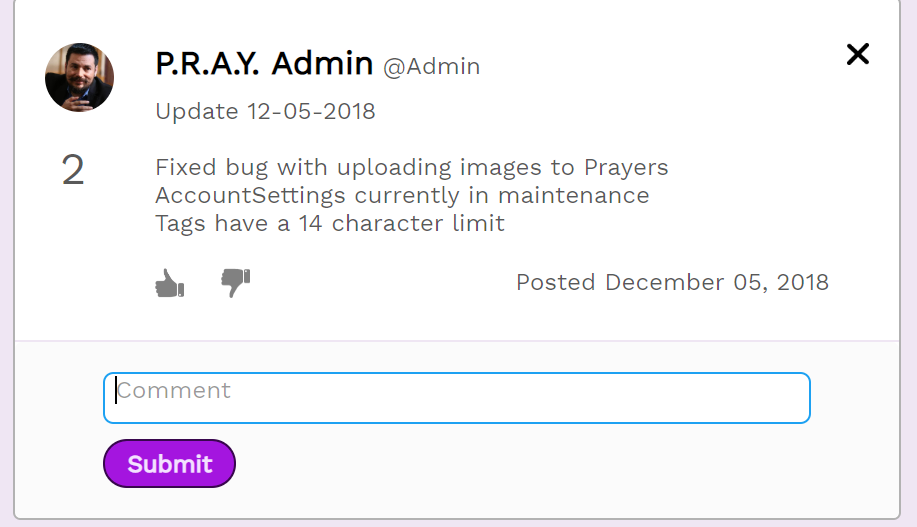 P.R.A.Y. Admin @Admin
Update 12-05-2018
2
Fixed bug with uploading images to Prayers
AccountSettings currently in maintenance
Tags have a 14 character limit
Posted December 05, 2018
Comment
Submit